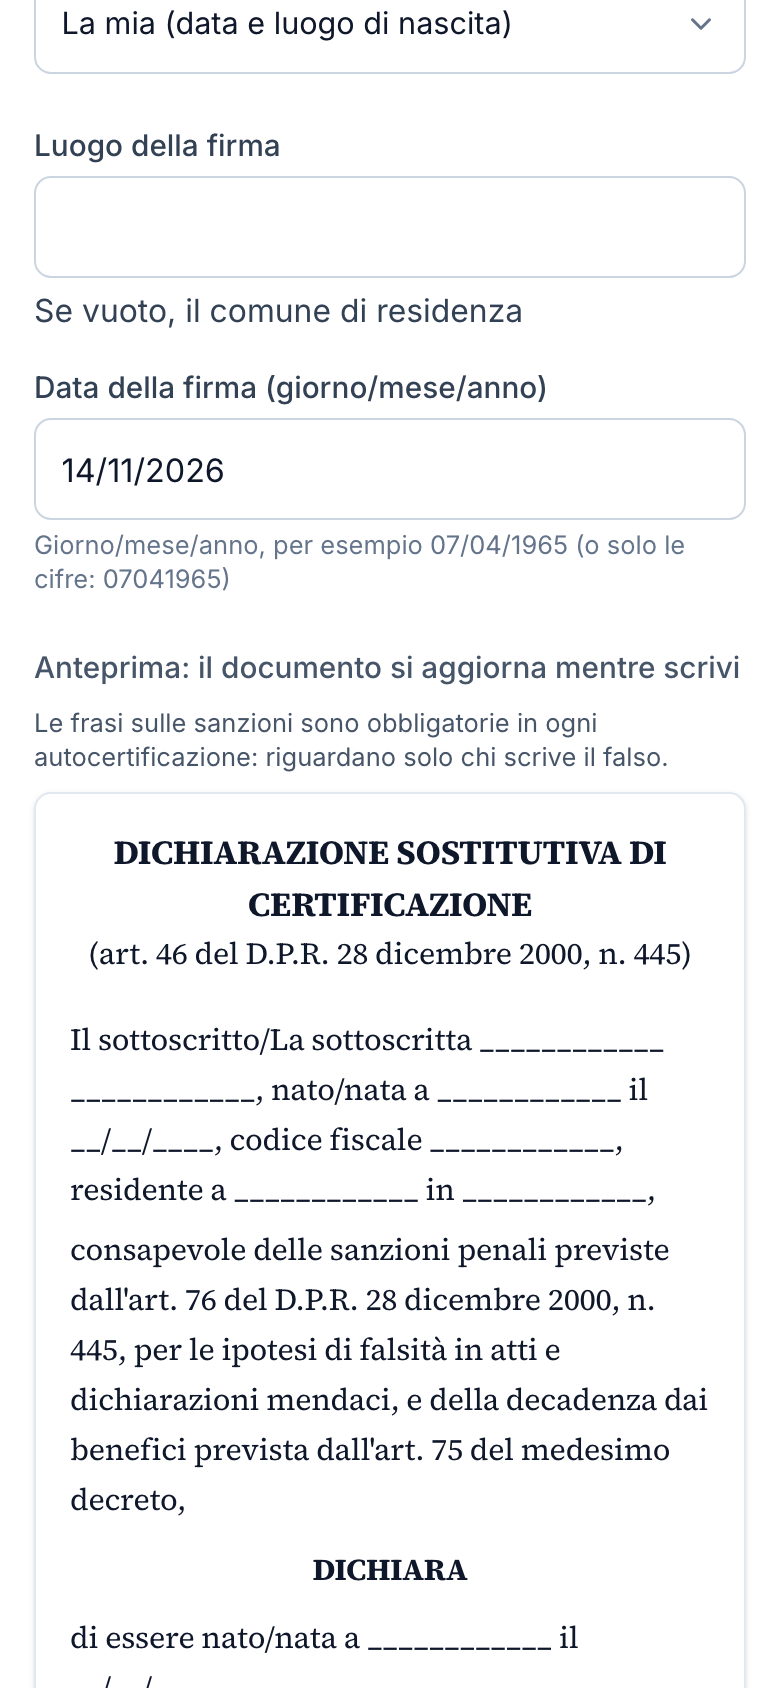 La mia (data e luogo di nascita)
Luogo della firma
Se vuoto, il comune di residenza
Data della firma (giorno/mese/anno)
14/11/2026
Giorno/mese/anno, per esempio 07/04/1965 (o solo le
cifre: 07041965)
Anteprima: il documento si aggiorna mentre scrivi
Le frasi sulle sanzioni sono obbligatorie in ogni
autocertificazione: riguardano solo chi scrive il falso.
DICHIARAZIONE SOSTITUTIVA DI
CERTIFICAZIONE
(art. 46 del D.P.R. 28 dicembre 2000, n. 445)
Il sottoscritto/La sottoscritta ____________
____________, nato/nata a ____________ il
__/__/____, codice fiscale ____________,
residente a ____________ in ____________,
consapevole delle sanzioni penali previste
dall'art. 76 del D.P.R. 28 dicembre 2000, n.
445, per le ipotesi di falsità in atti e
dichiarazioni mendaci, e della decadenza dai
benefici prevista dall'art. 75 del medesimo
decreto,
DICHIARA
di essere nato/nata a ____________ il